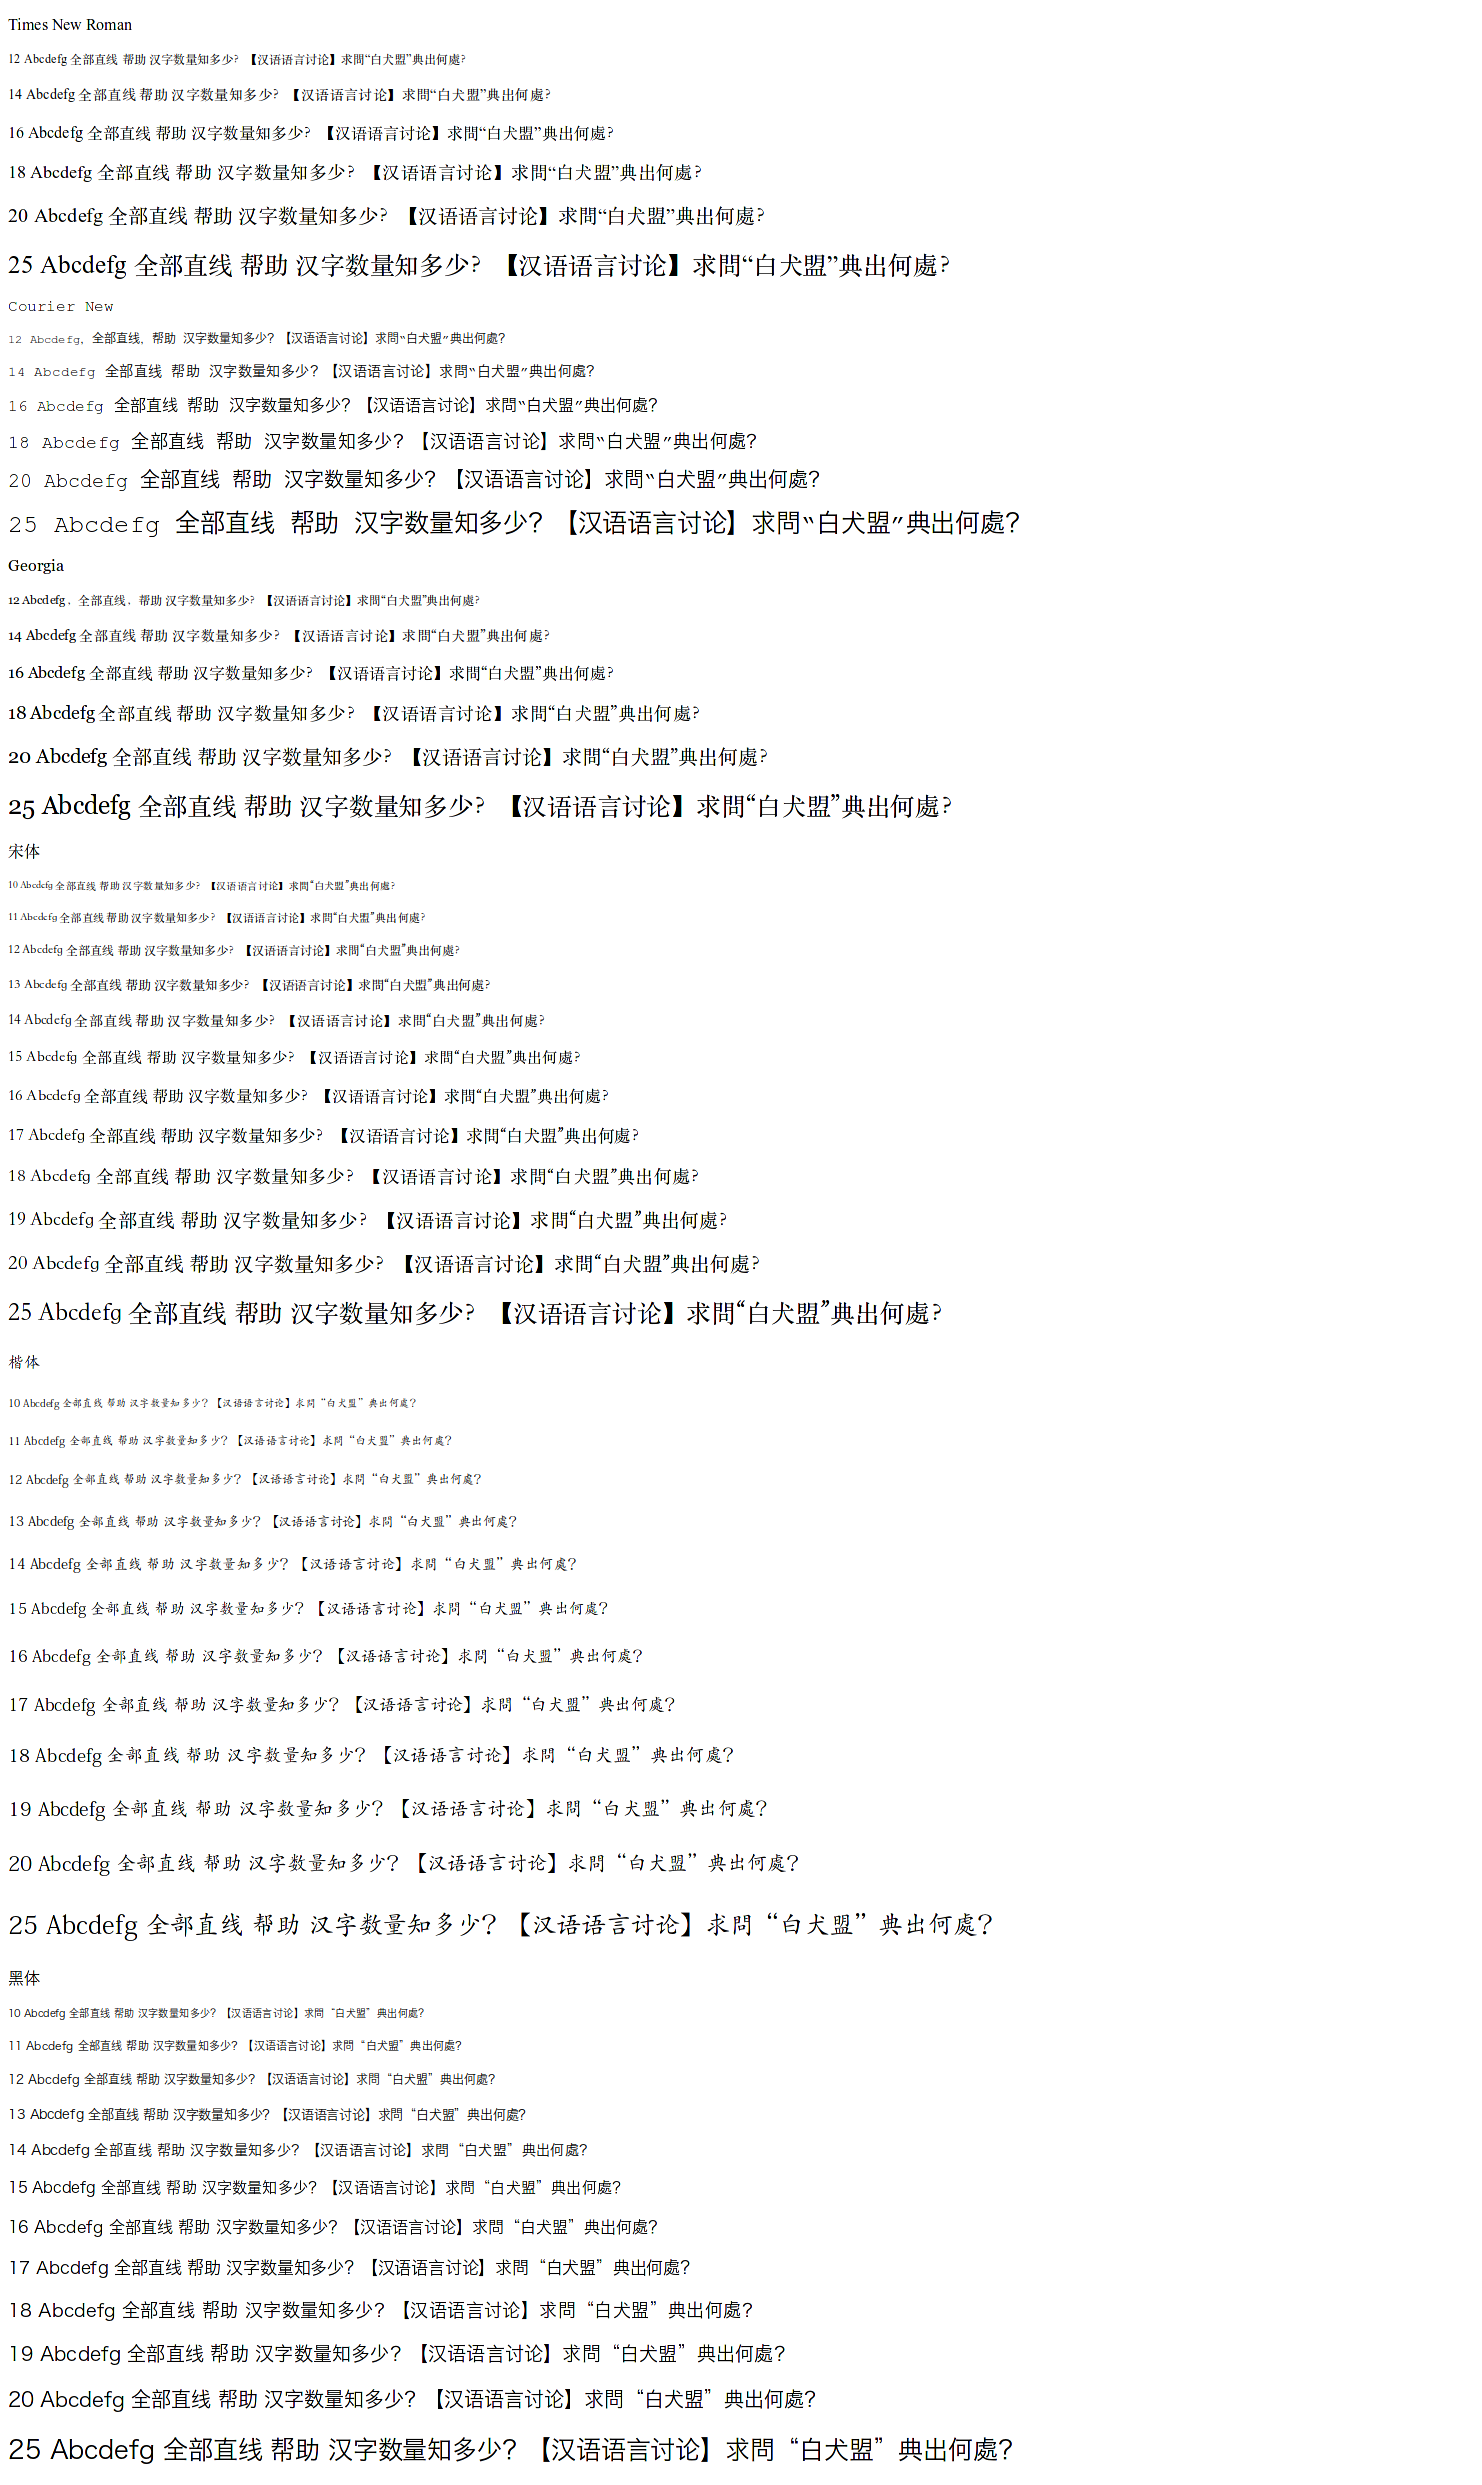 Times New Roman
12 Abcdefg 全部直线 帮助 汉字数量知多少? 【汉语语言讨论】求問“白犬盟”典出何處?
14 Abcdefg 全部直线 帮助 汉字数量知多少? 【汉语语言讨论】求問“白犬盟”典出何處?
16 Abcdefg 全部直线 帮助 汉字数量知多少? 【汉语语言讨论】求問“白犬盟”典出何處?
18 Abcdefg 全部直线 帮助 汉字数量知多少? 【汉语语言讨论】求問“白犬盟”典出何處?
20 Abcdefg 全部直线 帮助 汉字数量知多少? 【汉语语言讨论】求問“白犬盟”典出何處?
25 Abcdefg 全部直线 帮助 汉字数量知多少? 【汉语语言讨论】求問“白犬盟”典出何處?
Courier New
12 Abcdefg，全部直线，帮助 汉字数量知多少?【汉语语言讨论】求問“白犬盟”典出何處?
14 Abcdefg 全部直线 帮助 汉字数量知多少?【汉语语言讨论】求問“白犬盟”典出何處?
16 Abcdefg 全部直线 帮助 汉字数量知多少?【汉语语言讨论】求問“白犬盟”典出何處?
18 Abcdefg 全部直线 帮助 汉字数量知多少?【汉语语言讨论】求問“白犬盟”典出何處?
20 Abcdefg 全部直线 帮助 汉字数量知多少?【汉语语言讨论】求問“白犬盟”典出何處?
25 Abcdefg 全部直线 帮助 汉字数量知多少?【汉语语言讨论】求問“白犬盟”典出何處?
Georgia
12 Abcdefg，全部直线，帮助 汉字数量知多少? 【汉语语言讨论】求問“白犬盟”典出何處?
14 Abcdefg 全部直线 帮助 汉字数量知多少? 【汉语语言讨论】求問“白犬盟”典出何處?
16 Abcdefg 全部直线 帮助 汉字数量知多少? 【汉语语言讨论】求問“白犬盟”典出何處?
18 Abcdefg 全部直线 帮助 汉字数量知多少? 【汉语语言讨论】求問“白犬盟”典出何處?
20 Abcdefg 全部直线 帮助 汉字数量知多少? 【汉语语言讨论】求問“白犬盟”典出何處?
25 Abcdefg 全部直线 帮助 汉字数量知多少? 【汉语语言讨论】求問“白犬盟”典出何處?
宋体
10 Abcdefg 全部直线 帮助 汉字数量知多少? 【汉语语言讨论】求問“白犬盟”典出何處?
11 Abcdefg 全部直线 帮助 汉字数量知多少? 【汉语语言讨论】求問“白犬盟”典出何處?
12 Abcdefg 全部直线 帮助 汉字数量知多少? 【汉语语言讨论】求問“白犬盟”典出何處?
13 Abcdefg 全部直线 帮助 汉字数量知多少? 【汉语语言讨论】求問“白犬盟”典出何處?
14 Abcdefg 全部直线 帮助 汉字数量知多少? 【汉语语言讨论】求問“白犬盟”典出何處?
15 Abcdefg 全部直线 帮助 汉字数量知多少? 【汉语语言讨论】求問“白犬盟”典出何處?
16 Abcdefg 全部直线 帮助 汉字数量知多少? 【汉语语言讨论】求問“白犬盟”典出何處?
17 Abcdefg 全部直线 帮助 汉字数量知多少? 【汉语语言讨论】求問“白犬盟”典出何處?
18 Abcdefg 全部直线 帮助 汉字数量知多少? 【汉语语言讨论】求問“白犬盟”典出何處?
19 Abcdefg 全部直线 帮助 汉字数量知多少? 【汉语语言讨论】求問“白犬盟”典出何處?
20 Abcdefg 全部直线 帮助 汉字数量知多少? 【汉语语言讨论】求問“白犬盟”典出何處?
25 Abcdefg 全部直线 帮助 汉字数量知多少? 【汉语语言讨论】求問“白犬盟”典出何處?
楷体
10 Abcdefg 全部直线 帮助 汉字数量知多少?【汉语语言讨论】求問“白犬盟”典出何處?
11 Abcdefg 全部直线 帮助 汉字数量知多少?【汉语语言讨论】求問“白犬盟”典出何處?
12 Abcdefg 全部直线 帮助 汉字数量知多少?【汉语语言讨论】求問“白犬盟”典出何處?
13 Abcdefg 全部直线 帮助 汉字数量知多少?【汉语语言讨论】求問“白犬盟”典出何處?
14 Abcdefg 全部直线 帮助 汉字数量知多少?【汉语语言讨论】求問“白犬盟”典出何處?
15 Abcdefg 全部直线 帮助 汉字数量知多少?【汉语语言讨论】求問“白犬盟”典出何處?
16 Abcdefg 全部直线 帮助 汉字数量知多少?【汉语语言讨论】求問“白犬盟”典出何處?
17 Abcdefg 全部直线 帮助 汉字数量知多少?【汉语语言讨论】求問“白犬盟”典出何處?
18 Abcdefg 全部直线 帮助 汉字数量知多少?【汉语语言讨论】求問“白犬盟”典出何處?
19 Abcdefg 全部直线 帮助 汉字数量知多少?【汉语语言讨论】求問“白犬盟”典出何處?
20 Abcdefg 全部直线 帮助 汉字数量知多少?【汉语语言讨论】求問“白犬盟”典出何處?
25 Abcdefg 全部直线 帮助 汉字数量知多少?【汉语语言讨论】求問“白犬盟”典出何處?
黑体
10 Abcdefg 全部直线 帮助 汉字数量知多少?【汉语语言讨论】求問“白犬盟”典出何處?
11 Abcdefg 全部直线 帮助 汉字数量知多少?【汉语语言讨论】求問“白犬盟”典出何處?
12 Abcdefg 全部直线 帮助 汉字数量知多少?【汉语语言讨论】求問“白犬盟”典出何處?
13 Abcdefg 全部直线 帮助 汉字数量知多少?【汉语语言讨论】求問“白犬盟”典出何處?
14 Abcdefg 全部直线 帮助 汉字数量知多少?【汉语语言讨论】求問“白犬盟”典出何處?
15 Abcdefg 全部直线 帮助 汉字数量知多少?【汉语语言讨论】求問“白犬盟”典出何處?
16 Abcdefg 全部直线 帮助 汉字数量知多少?【汉语语言讨论】求問“白犬盟”典出何處?
17 Abcdefg 全部直线 帮助 汉字数量知多少?【汉语语言讨论】求問“白犬盟”典出何處?
18 Abcdefg 全部直线 帮助 汉字数量知多少?【汉语语言讨论】求問“白犬盟”典出何處?
19 Abcdefg 全部直线 帮助 汉字数量知多少?【汉语语言讨论】求問“白犬盟”典出何處?
20 Abcdefg 全部直线 帮助 汉字数量知多少?【汉语语言讨论】求問“白犬盟”典出何處?
25 Abcdefg 全部直线 帮助 汉字数量知多少?【汉语语言讨论】求問“白犬盟”典出何處?